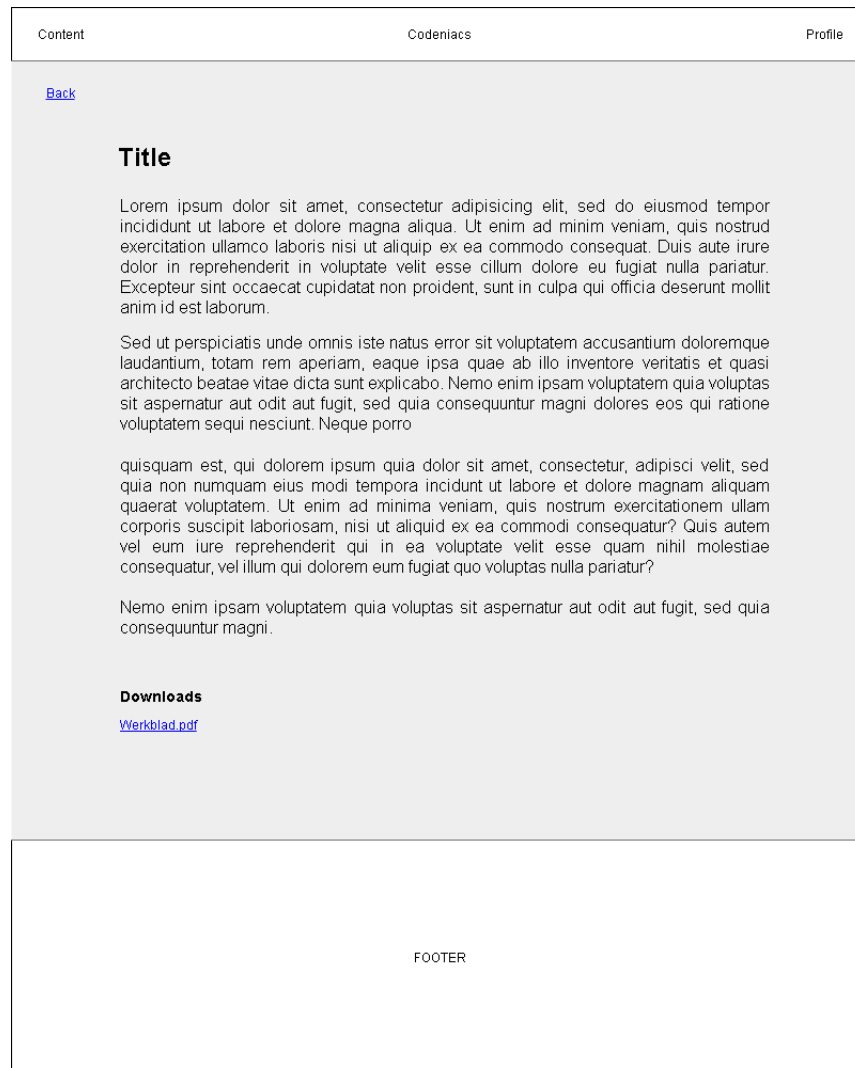 Content Codeniacs Profile
Back
Title
Lorem ipsum dolor sit amet, consectetur adipisicing elit, sed do eiusmod tempor
incididunt ut labore et dolore magna aliqua. Ut enim ad minim veniam, quis nostrud
exercitation ullamco laboris nisi ut aliquip ex ea commodo consequat. Duis aute irure
dolor in reprehenderit in voluptate velit esse cillum dolore eu fugiat nulla pariatur.
Excepteur sint occaecat cupidatat non proident, sunt in culpa qui officia deserunt mollit
anim id est laborum.
Sed ut perspiciatis unde omnis iste natus error sit voluptatem accusantium doloremque
laudantium, totam rem aperiam, eaque ipsa quae ab illo inventore veritatis et quasi
architecto beatae vitae dicta sunt explicabo. Nemo enim ipsam voluptatem quia voluptas
sit aspernatur aut odit aut fugit, sed quia consequuntur magni dolores eos qui ratione
voluptatem sequi nesciunt. Neque porro
quisquam est, qui dolorem ipsum quia dolor sit amet, consectetur, adipisci velit, sed
quia non numquam eius modi tempora incidunt ut labore et dolore magnam aliquam
quaerat voluptatem. Ut enim ad minima veniam, quis nostrum exercitationem ullam
corporis suscipit laboriosam, nisi ut aliquid ex ea commodi consequatur? Quis autem
vel eum iure reprehenderit qui in ea voluptate velit esse quam nihil molestiae
consequatur, vel illum qui dolorem eum fugiat quo voluptas nulla pariatur?
Nemo enim ipsam voluptatem quia voluptas sit aspernatur aut odit aut fugit, sed quia
consequuntur magni.
Downloads
Werkblad.pdf
FOOTER